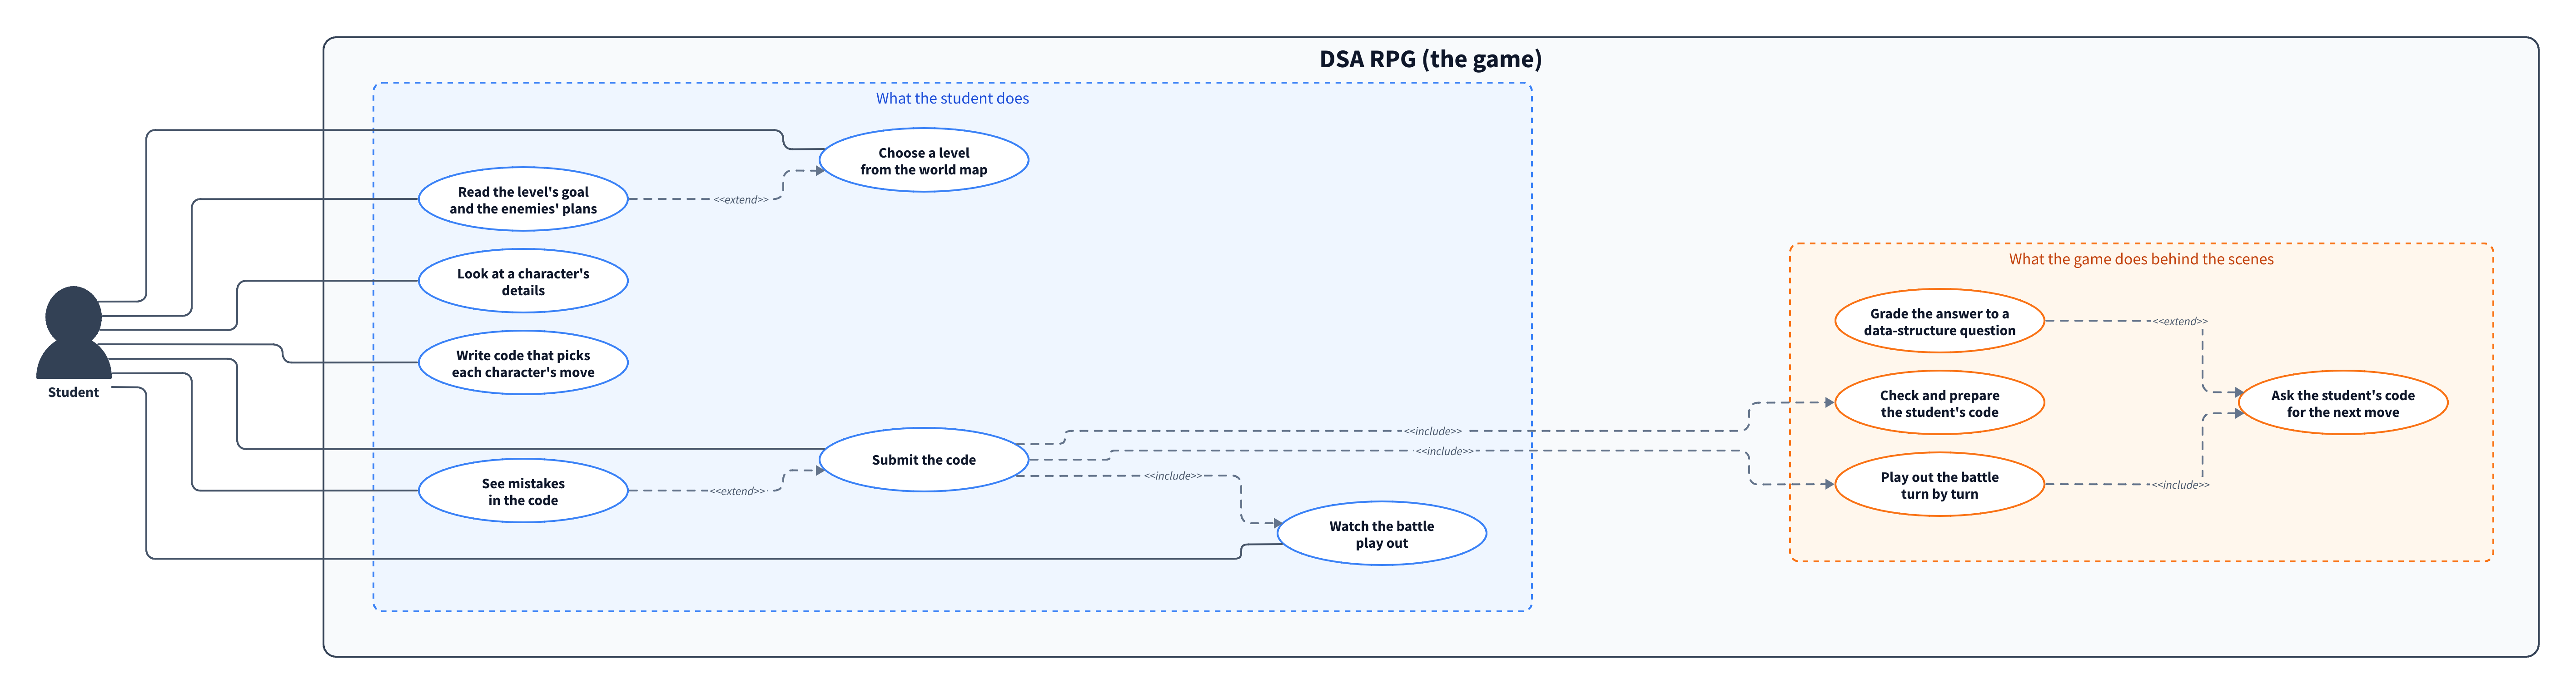 DSA RPG (the game)
What the student does
Choose a level
from the world map
Read the level's goal
and the enemies' plans
<<extend>>
Look at a character's
details
Write code that picks
each character's move
Student
Submit the code
See mistakes
in the code
<<extend>>
<<include>>
<<include>>
<<include>>
Watch the battle
play out
What the game does behind the scenes
Grade the answer to a
data-structure question
<<extend>>
Check and prepare
the student's code
Ask the student's code
for the next move
Play out the battle
turn by turn
<<include>>